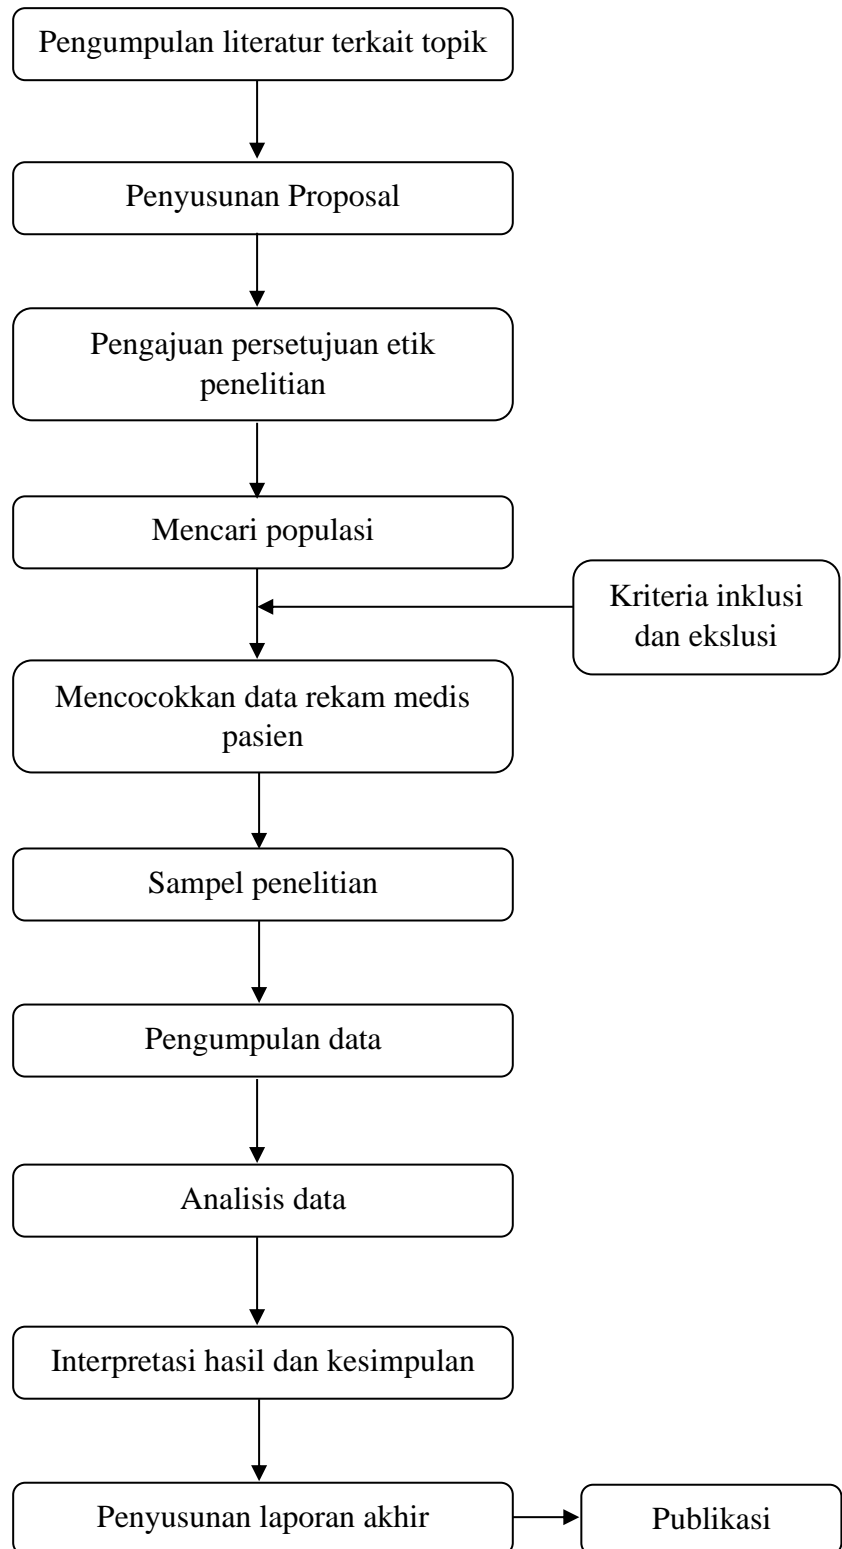 Pengumpulan literatur terkait topik
Penyusunan Proposal
Pengajuan persetujuan etik
penelitian
Mencari populasi
Kriteria inklusi
dan ekslusi
Mencocokkan data rekam medis
pasien
Sampel penelitian
Pengumpulan data
Analisis data
Interpretasi hasil dan kesimpulan
Penyusunan laporan akhir
Publikasi